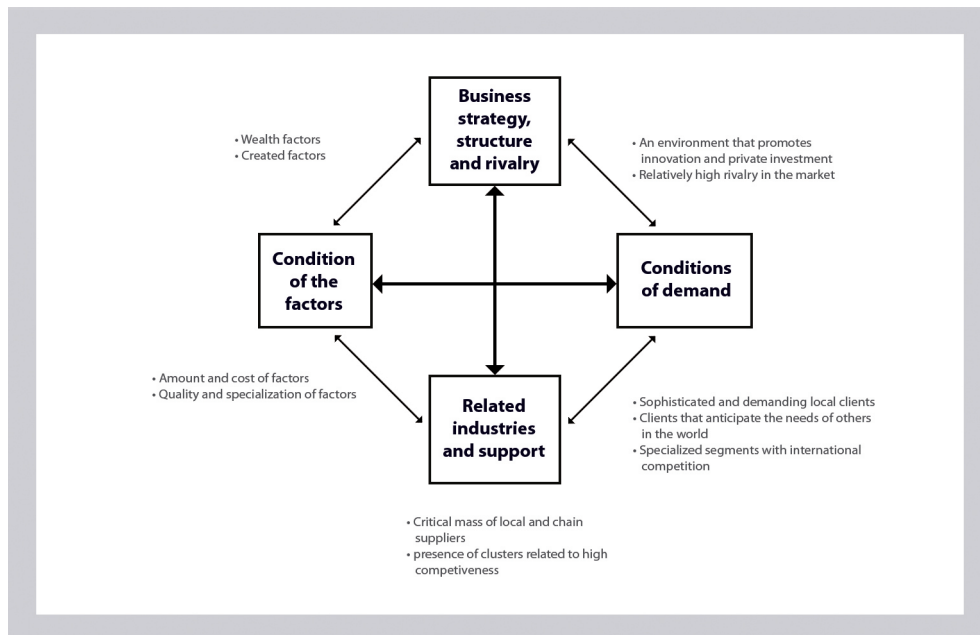 Business
strategy,
structure
and rivalry
• Wealth factors
• Created factors
• An environment that promotes
innovation and private investment
• Relatively high rivalry in the market
Condition
of the
factors
Conditions
of demand
• Amount and cost of factors
• Quality and specialization of factors
Related
industries
and support
• Sophisticated and demanding local clients
• Clients that anticipate the needs of others
in the world
• Specialized segments with international
competition
• Critical mass of local and chain
suppliers
• presence of clusters related to high
competiveness